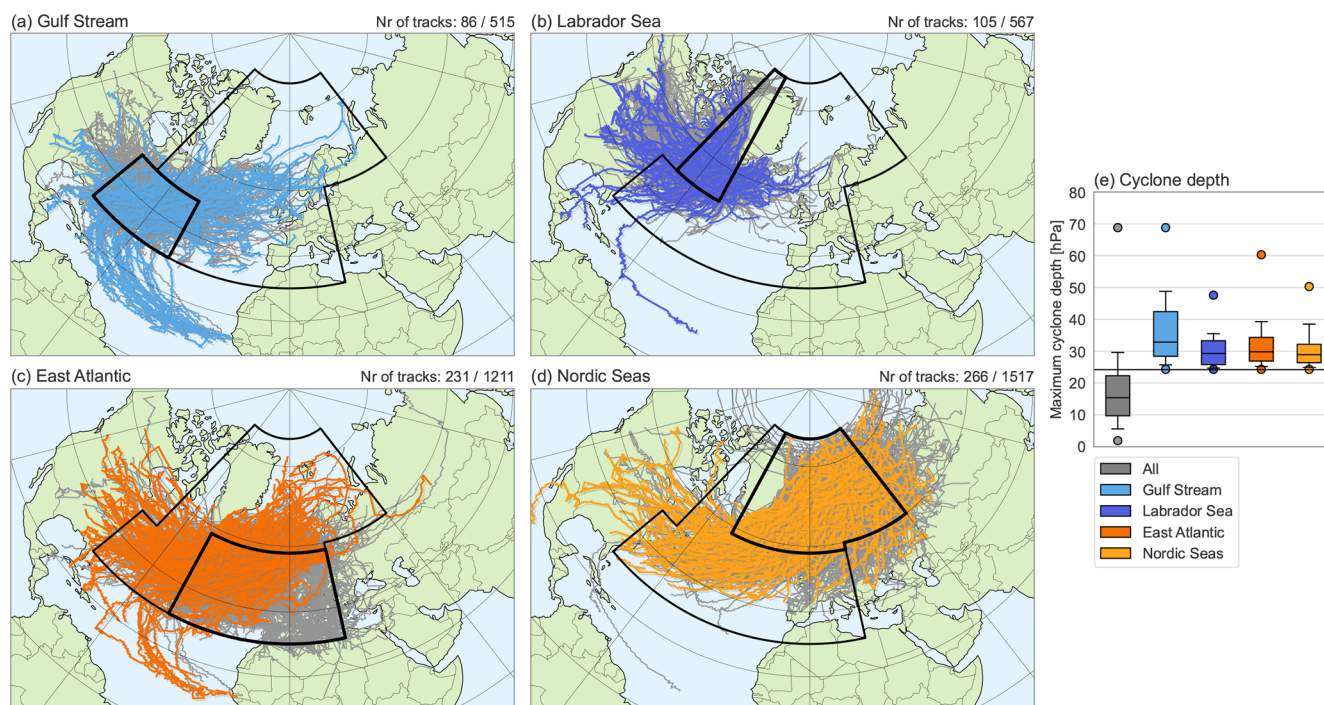 (a) Gulf Stream
Nr of tracks: 86 / 515
(b) Labrador Sea
Nr of tracks: 105 / 567
(c) East Atlantic
Nr of tracks: 231 / 1211
(d) Nordic Seas
Nr of tracks: 266 / 1517
(e) Cyclone depth
Maximum cyclone depth [hPa]
80
70
60
50
40
30
20
10
0
All
Gulf Stream
Labrador Sea
East Atlantic
Nordic Seas